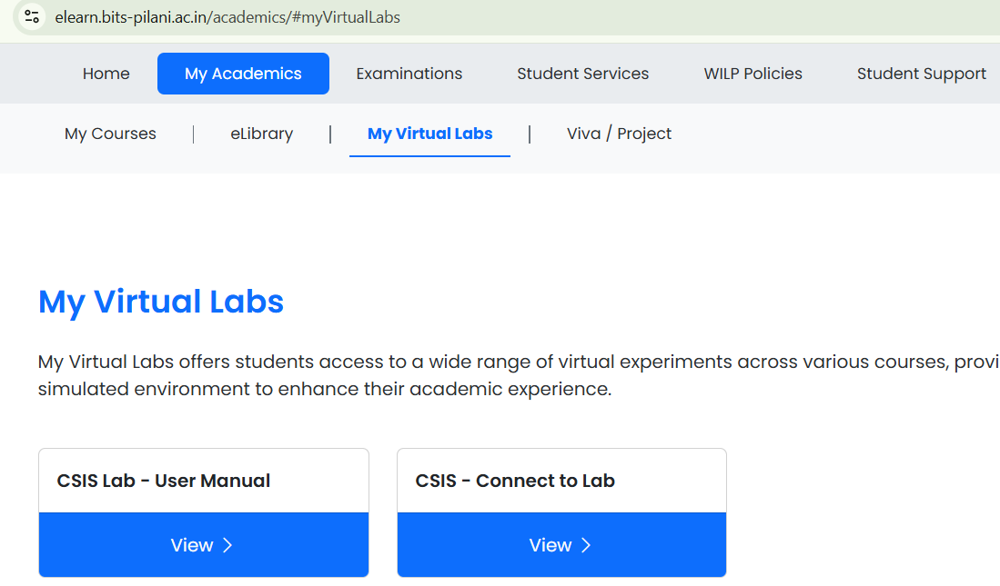 elearn.bits-pilani.ac.in/academics/#myVirtualLabs
Home My Academics Examinations Student Services WILP Policies Student Support
My Courses | eLibrary | My Virtual Labs | Viva / Project
My Virtual Labs
My Virtual Labs offers students access to a wide range of virtual experiments across various courses, provi
simulated environment to enhance their academic experience.
CSIS Lab - User Manual CSIS - Connect to Lab
View > View >